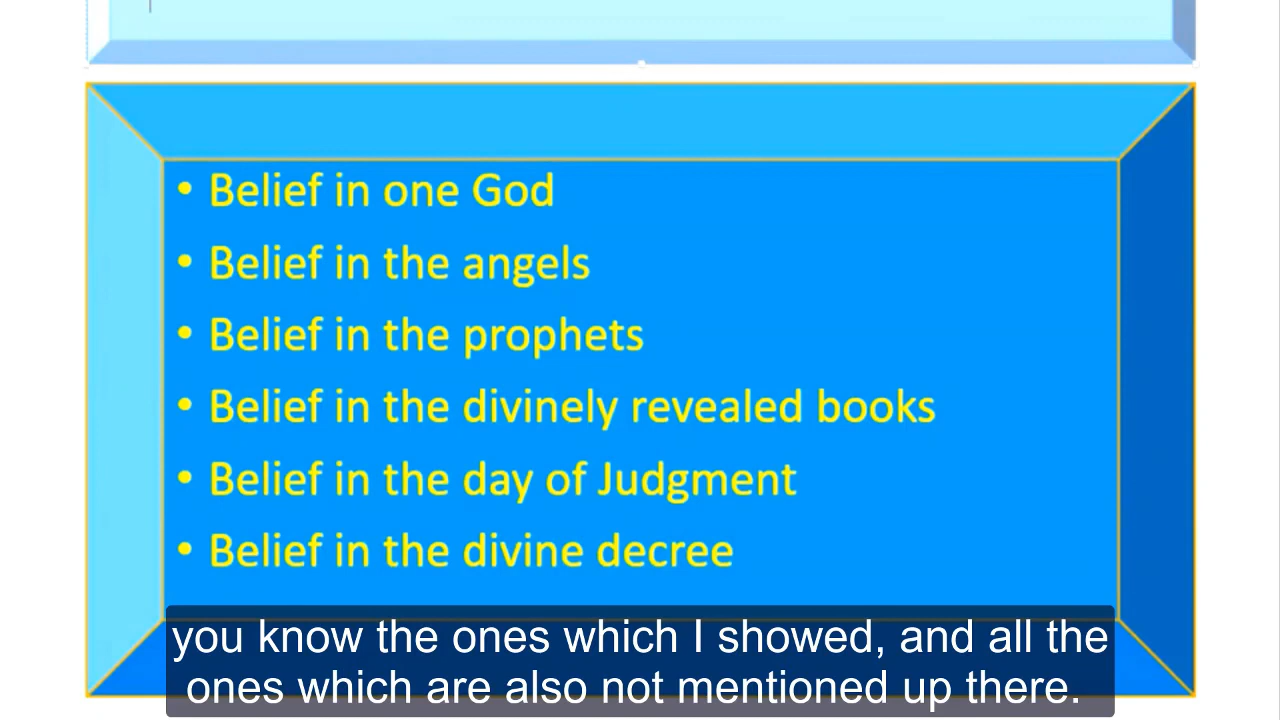 • Belief in one God
• Belief in the angels
• Belief in the prophets
• Belief in the divinely revealed books
• Belief in the day of Judgment
• Belief in the divine decree
you know the ones which I showed, and all the
ones which are also not mentioned up there.